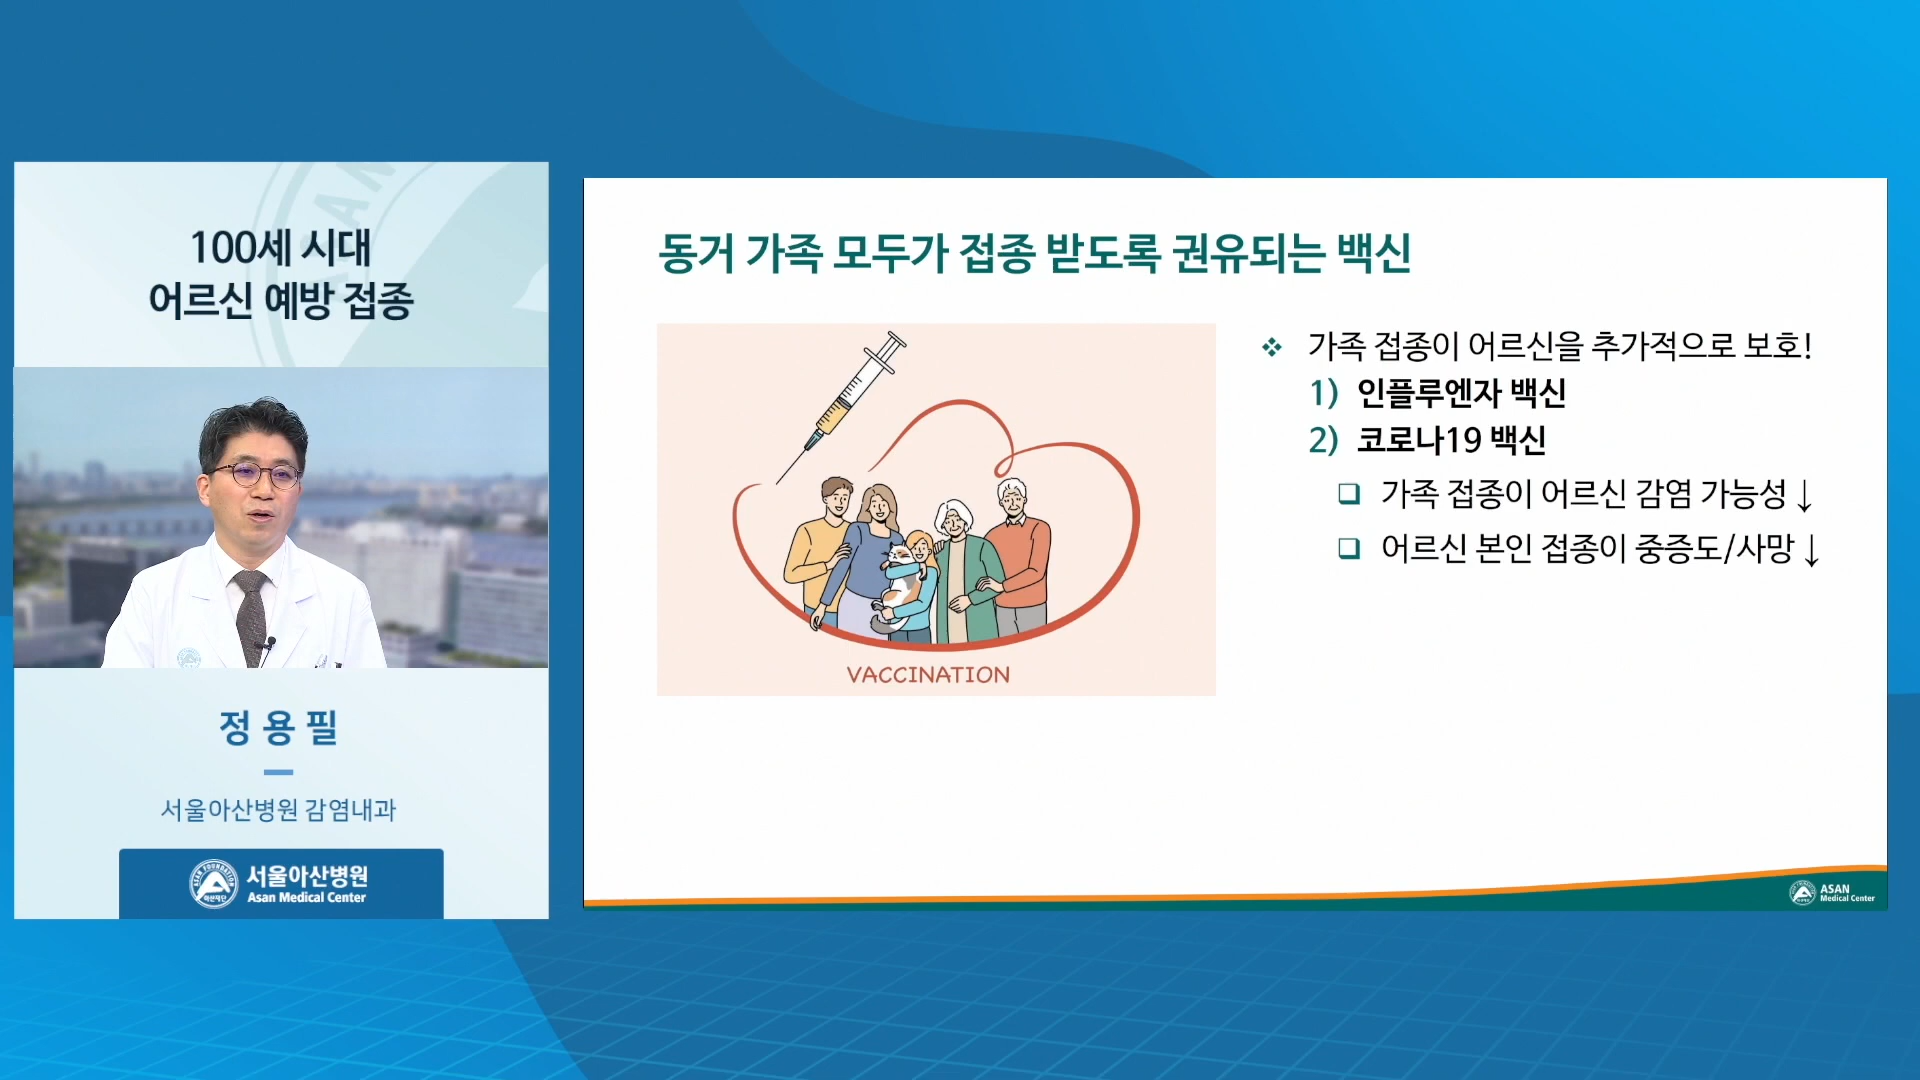 100세 시대
어르신 예방 접종
정 용 필
서울아산병원 감염내과
서울아산병원
Asan Medical Center
동거 가족 모두가 접종 받도록 권유되는 백신
VACCINATION
❖ 가족 접종이 어르신을 추가적으로 보호!
1) 인플루엔자 백신
2) 코로나19 백신
❑ 가족 접종이 어르신 감염 가능성↓
❑ 어르신 본인 접종이 중증도/사망↓
ASAN
Medical Center